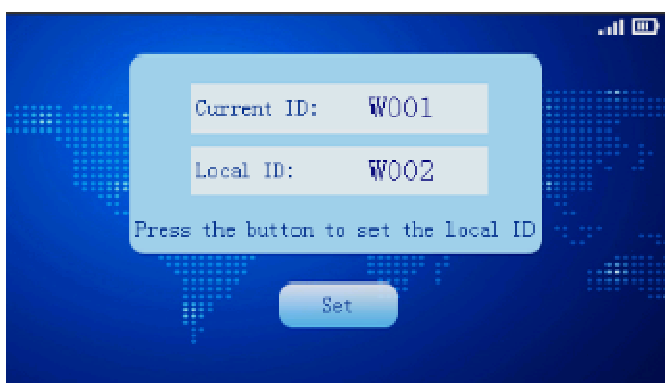 Current ID: W001
Local ID: W002
Press the button to set the local ID
Set